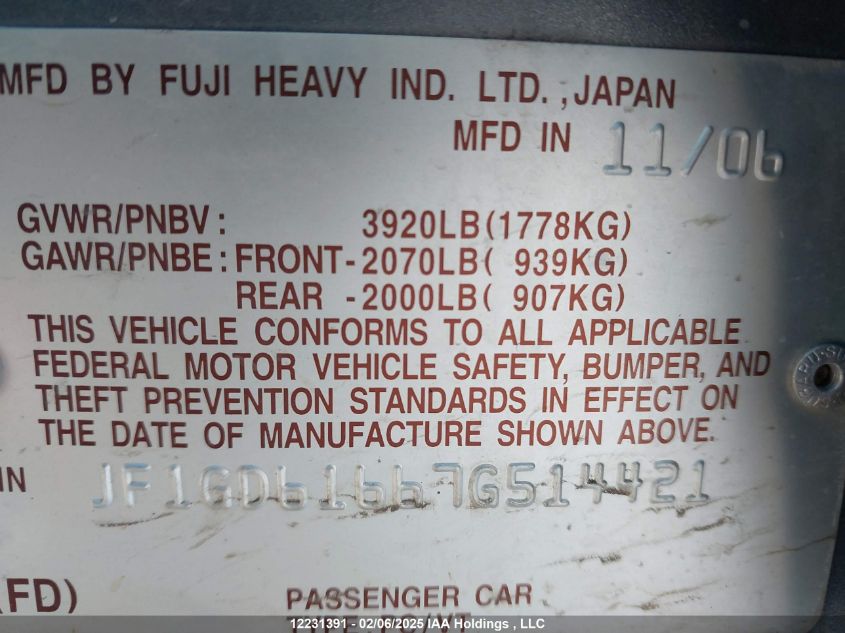 MFD BY FUJI HEAVY IND. LTD. ,JAPAN
MFD IN 11/06
GVWR/PNBV : 3920LB(1778KG)
GAWR/PNBE : FRONT-2070LB( 939KG)
REAR -2000LB( 907KG)
THIS VEHICLE CONFORMS TO ALL APPLICABLE
FEDERAL MOTOR VEHICLE SAFETY, BUMPER, AND
THEFT PREVENTION STANDARDS IN EFFECT ON
THE DATE OF MANUFACTURE SHOWN ABOVE.
IN JF1GD61667G514421
(FD) PASSENGER CAR
12231391 - 02/06/2025 IAA Holdings , LLC